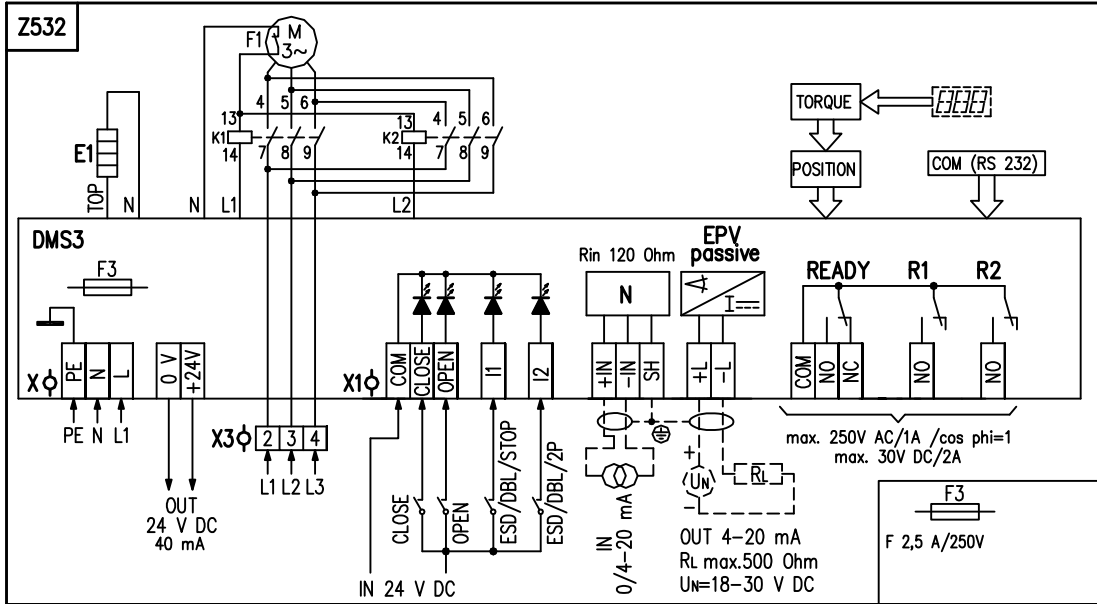 Z532
F1
M
3~
4 5 6
13
K1
14
7 8 9
13
4 5 6
K2
14
7 8 9
E1
TOP
N
N
L1
L2
TORQUE
POSITION
COM (RS 232)
DMS3
F3
Rin 120 Ohm
N
EPV
passive
I
READY
R1
R2
X
PE
N
L
0 V
+24V
X1
COM
CLOSE
OPEN
I1
I2
+IN
-IN
SH
+L
-L
COM
NO
NC
NO
NO
PE N L1
X3
2 3 4
L1 L2 L3
OUT
24 V DC
40 mA
CLOSE
OPEN
ESD/DBL/STOP
ESD/DBL/2P
IN 24 V DC
IN
0/4-20 mA
+
UN
-
RL
OUT 4-20 mA
RL max.500 Ohm
UN=18-30 V DC
max. 250V AC/1A /cos phi=1
max. 30V DC/2A
F3
F 2,5 A/250V